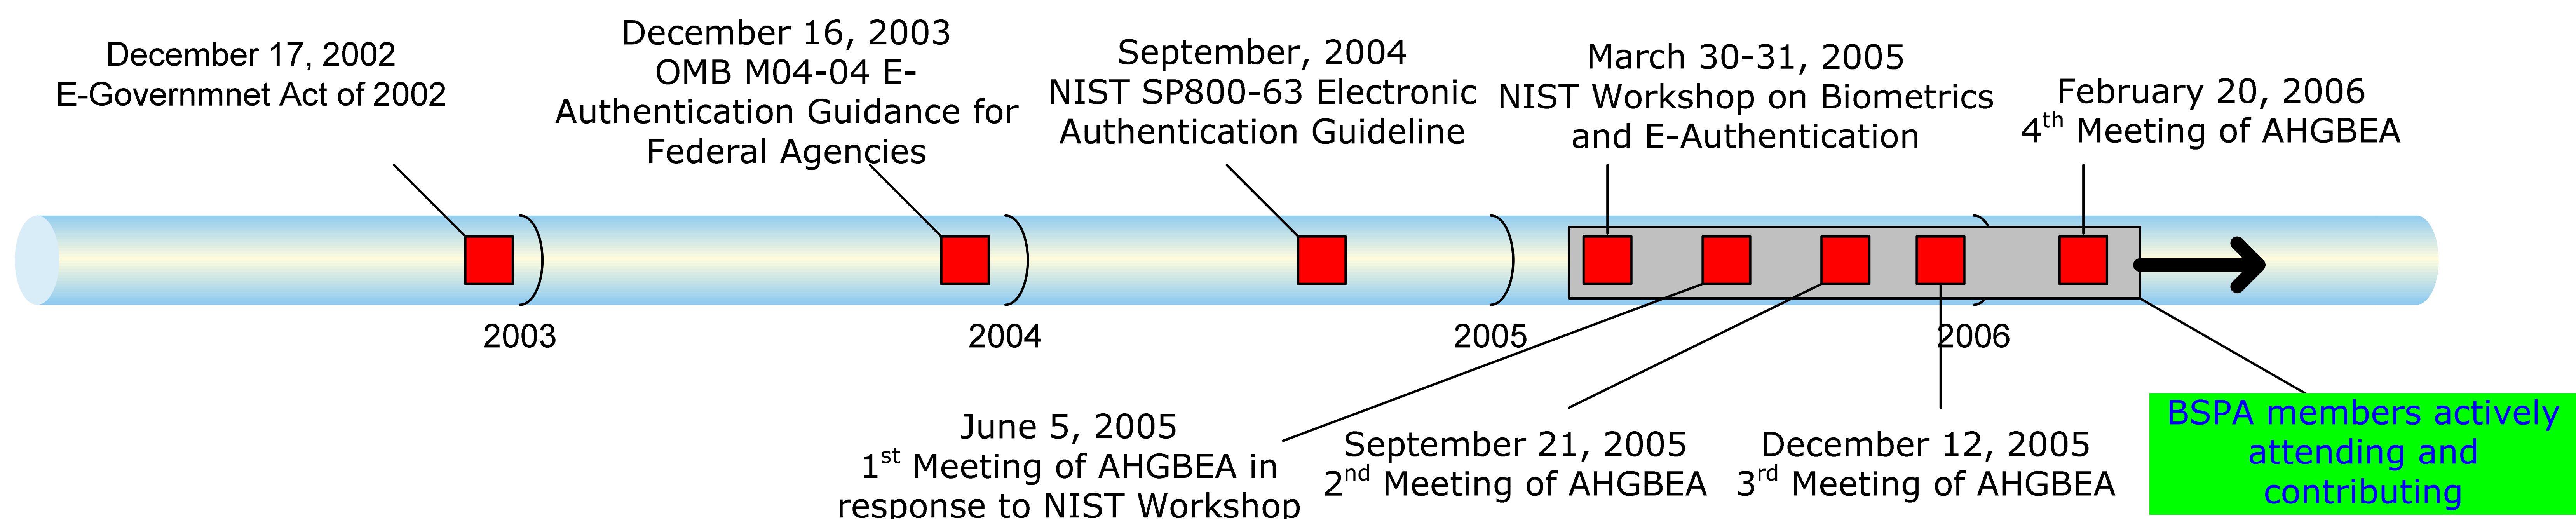 December 17, 2002
E-Governmnet Act of 2002
December 16, 2003
OMB M04-04 E-
Authentication Guidance for
Federal Agencies
September, 2004
NIST SP800-63 Electronic
Authentication Guideline
March 30-31, 2005
NIST Workshop on Biometrics
and E-Authentication
February 20, 2006
4th Meeting of AHGBEA
2003
2004
2005
2006
June 5, 2005
1st Meeting of AHGBEA in
response to NIST Workshop
September 21, 2005
2nd Meeting of AHGBEA
December 12, 2005
3rd Meeting of AHGBEA
BSPA members actively
attending and
contributing